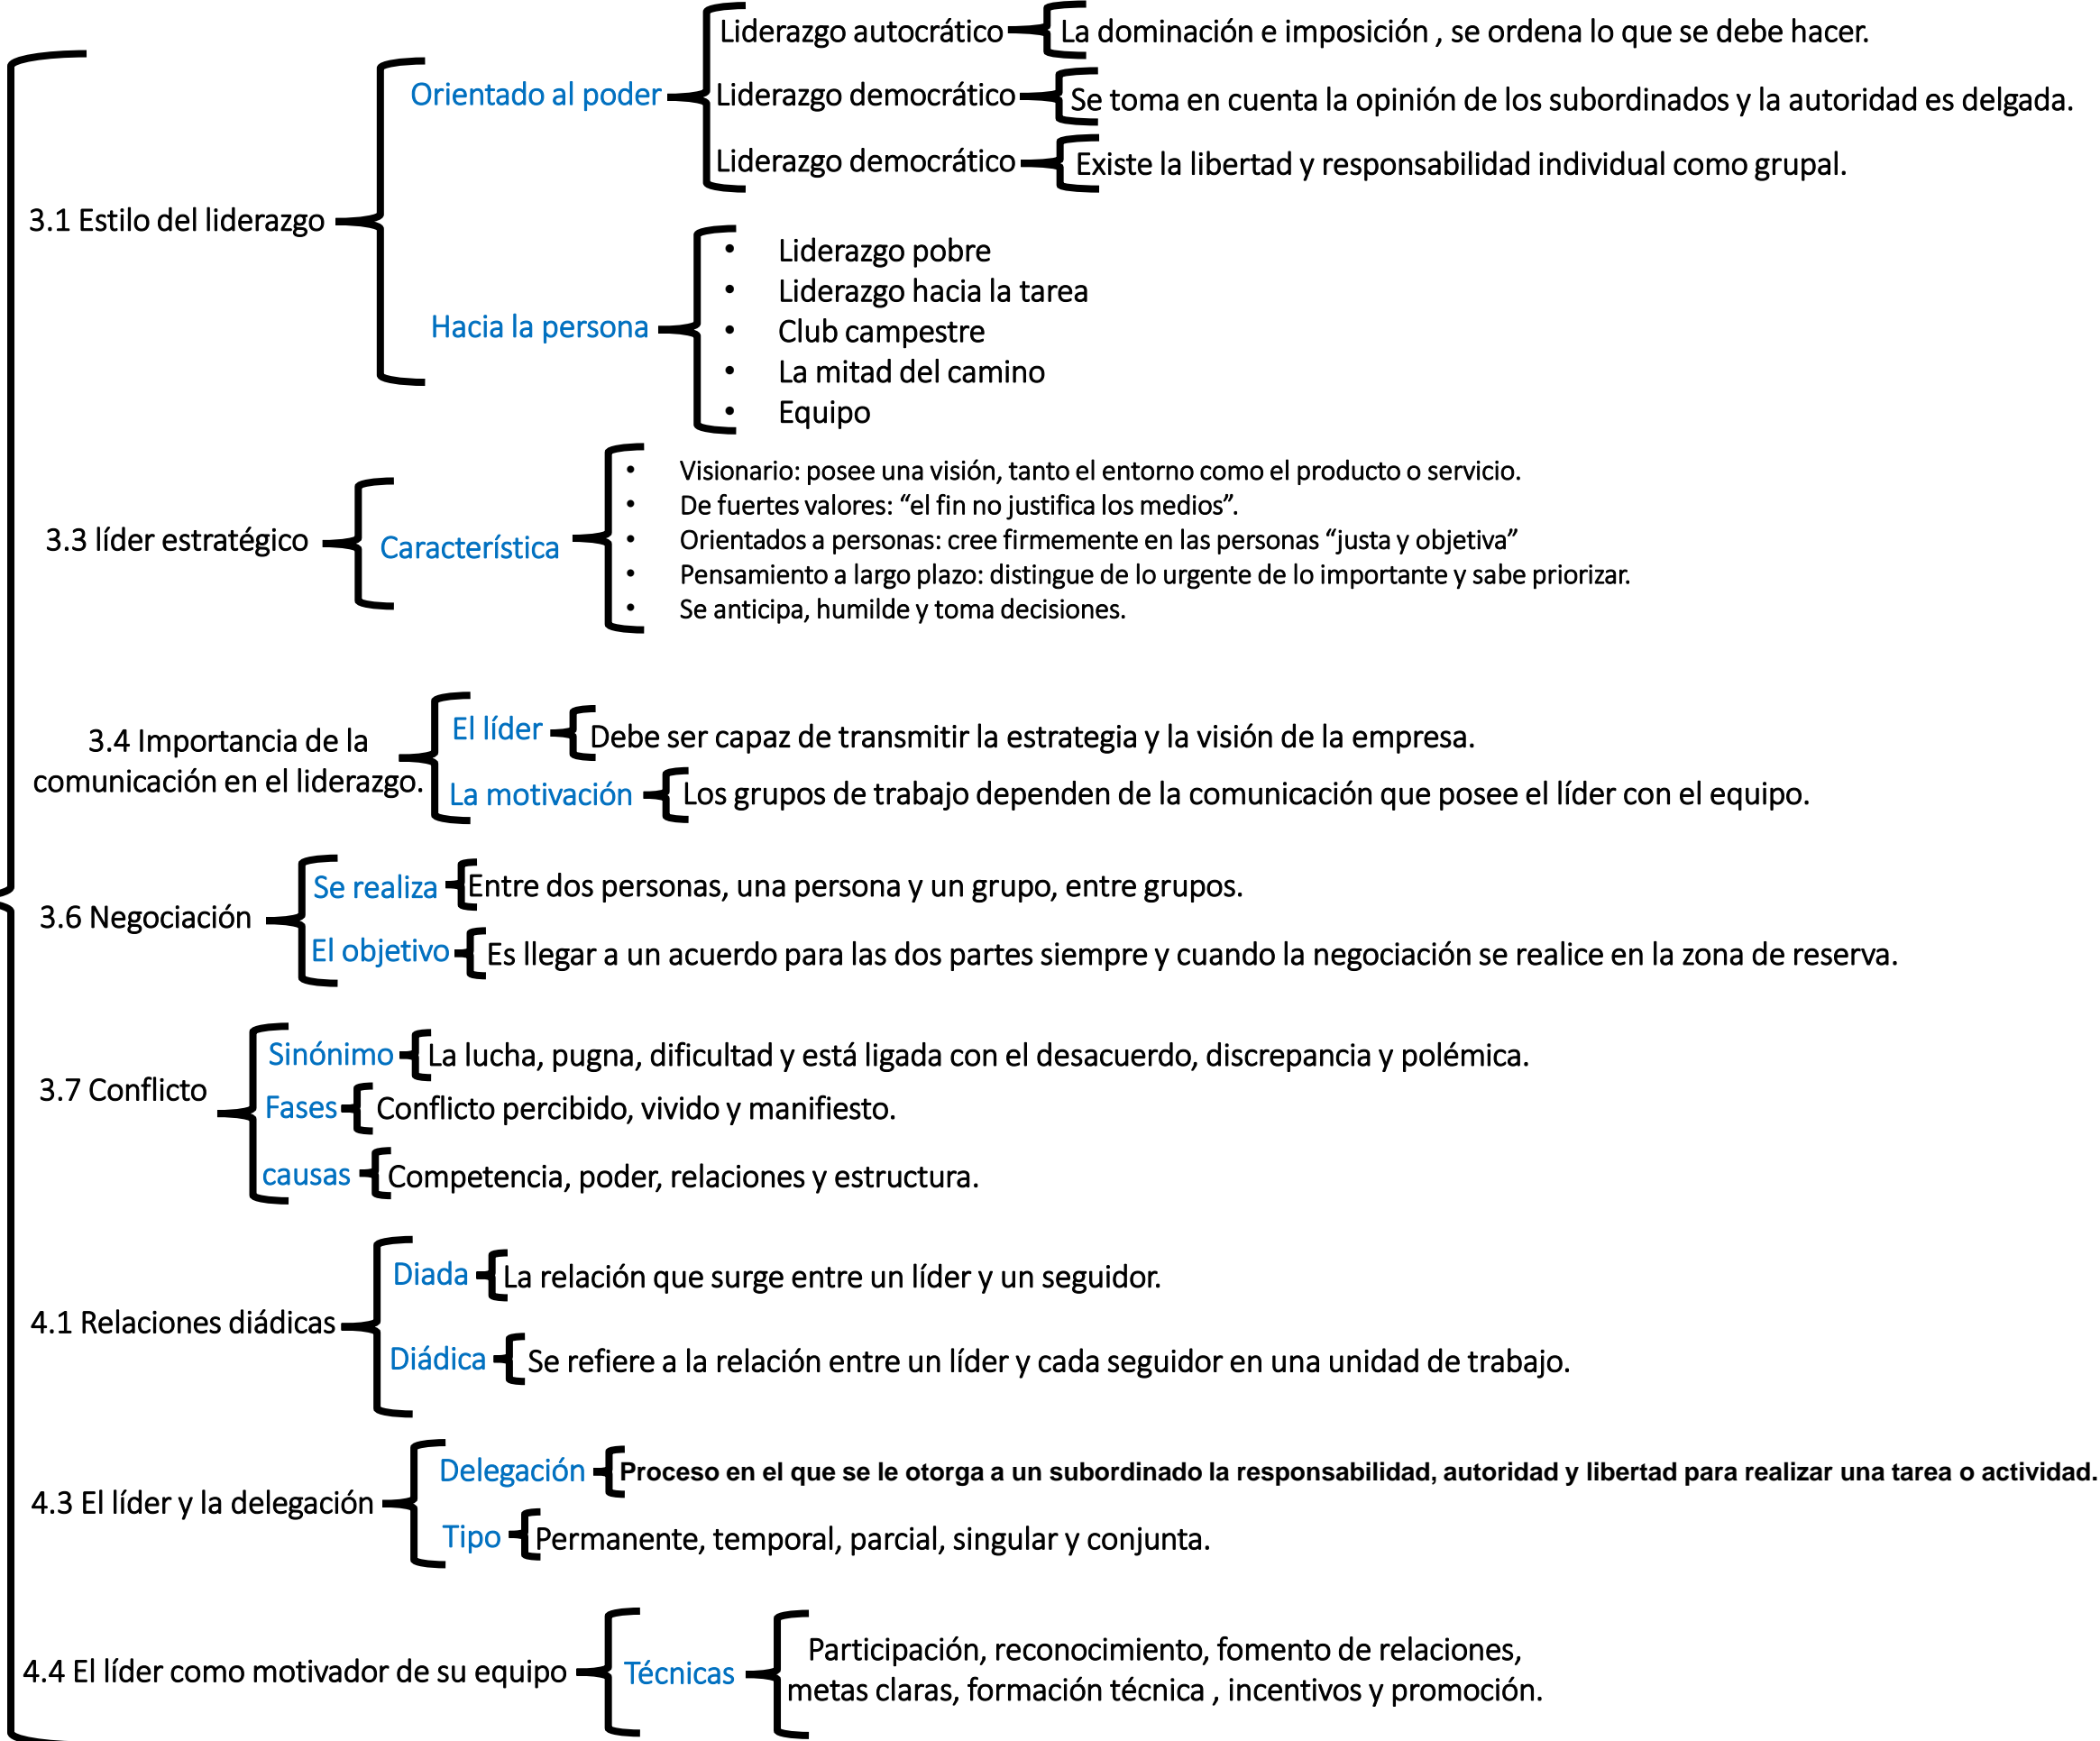 3.1 Estilo del liderazgo
Orientado al poder
Liderazgo autocrático
La dominación e imposición , se ordena lo que se debe hacer.
Liderazgo democrático
Se toma en cuenta la opinión de los subordinados y la autoridad es delgada.
Liderazgo democrático
Existe la libertad y responsabilidad individual como grupal.
Hacia la persona
• Liderazgo pobre
• Liderazgo hacia la tarea
• Club campestre
• La mitad del camino
• Equipo
3.3 líder estratégico
Característica
• Visionario: posee una visión, tanto el entorno como el producto o servicio.
• De fuertes valores: “el fin no justifica los medios”.
• Orientados a personas: cree firmemente en las personas “justa y objetiva”
• Pensamiento a largo plazo: distingue de lo urgente de lo importante y sabe priorizar.
• Se anticipa, humilde y toma decisiones.
3.4 Importancia de la
comunicación en el liderazgo.
El líder
Debe ser capaz de transmitir la estrategia y la visión de la empresa.
La motivación
Los grupos de trabajo dependen de la comunicación que posee el líder con el equipo.
3.6 Negociación
Se realiza
Entre dos personas, una persona y un grupo, entre grupos.
El objetivo
Es llegar a un acuerdo para las dos partes siempre y cuando la negociación se realice en la zona de reserva.
3.7 Conflicto
Sinónimo
La lucha, pugna, dificultad y está ligada con el desacuerdo, discrepancia y polémica.
Fases
Conflicto percibido, vivido y manifiesto.
causas
Competencia, poder, relaciones y estructura.
4.1 Relaciones diádicas
Diada
La relación que surge entre un líder y un seguidor.
Diádica
Se refiere a la relación entre un líder y cada seguidor en una unidad de trabajo.
4.3 El líder y la delegación
Delegación
Proceso en el que se le otorga a un subordinado la responsabilidad, autoridad y libertad para realizar una tarea o actividad.
Tipo
Permanente, temporal, parcial, singular y conjunta.
4.4 El líder como motivador de su equipo
Técnicas
Participación, reconocimiento, fomento de relaciones,
metas claras, formación técnica , incentivos y promoción.